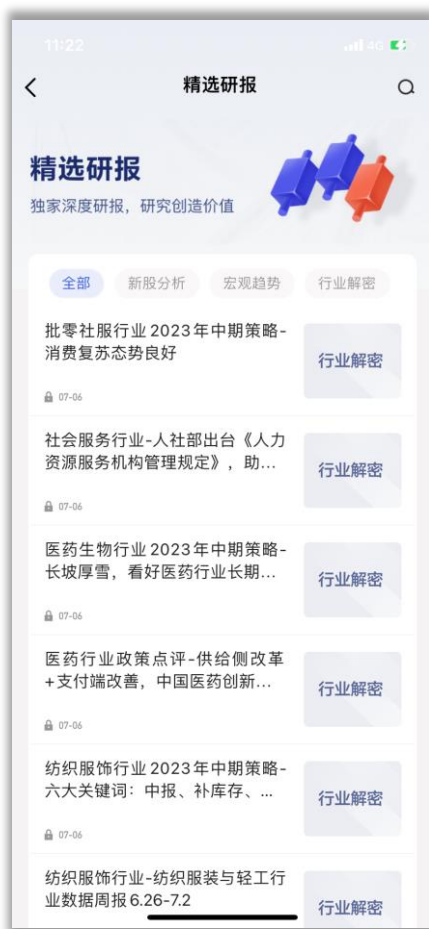 11:22
4G
精选研报
精选研报
独家深度研报，研究创造价值
全部 新股分析 宏观趋势 行业解密
批零社服行业2023年中期策略-
消费复苏态势良好
行业解密
07-06
社会服务行业-人社部出台《人力
资源服务机构管理规定》，助...
行业解密
07-06
医药生物行业2023年中期策略-
长坡厚雪，看好医药行业长期...
行业解密
07-06
医药行业政策点评-供给侧改革
+支付端改善，中国医药创新...
行业解密
07-06
纺织服饰行业2023年中期策略-
六大关键词：中报、补库存、...
行业解密
07-06
纺织服饰行业-纺织服装与轻工行
业数据周报6.26-7.2
行业解密